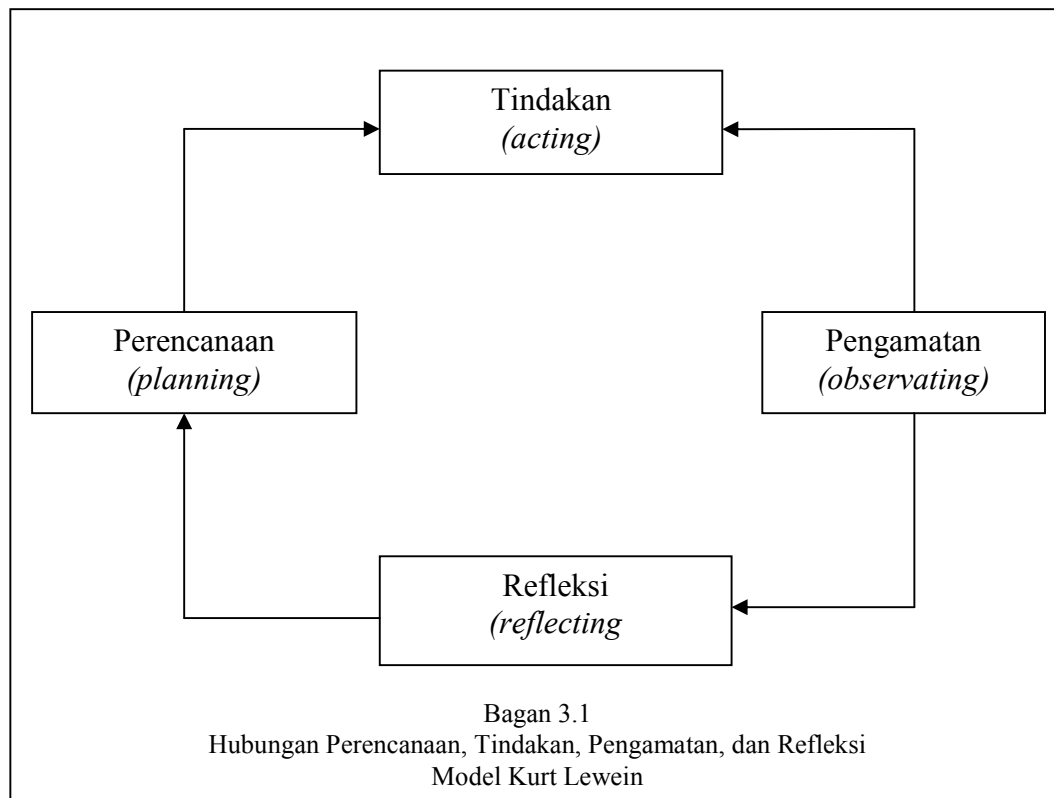 Tindakan
(acting)
Perencanaan
(planning)
Pengamatan
(observating)
Refleksi
(reflecting
Bagan 3.1
Hubungan Perencanaan, Tindakan, Pengamatan, dan Refleksi
Model Kurt Lewein